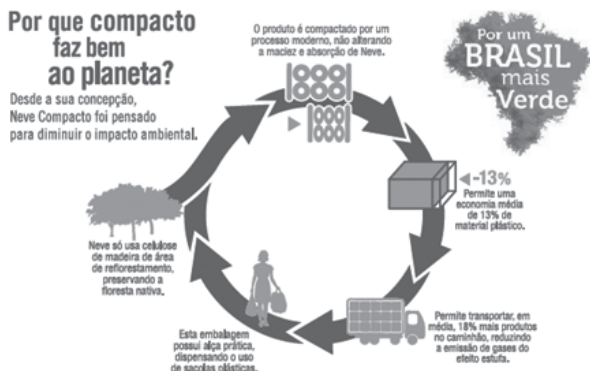 Por que compacto
faz bem
ao planeta?
Desde a sua concepção,
Neve Compacto foi pensado
para diminuir o impacto ambiental.
O produto é compactado por um
processo moderno, não alterando
a maciez e absorção de Neve.
Por um
BRASIL
mais
Verde
-13%
Permite uma
economia média
de 13% de
material plástico.
Permite transportar, em
média, 18% mais produtos
no caminhão, reduzindo
a emissão de gases do
efeito estufa.
Esta embalagem
possui alça prática,
dispensando o uso
de sacolas plásticas.
Neve só usa celulose
de madeira de área
de reflorestamento,
preservando a
floresta nativa.